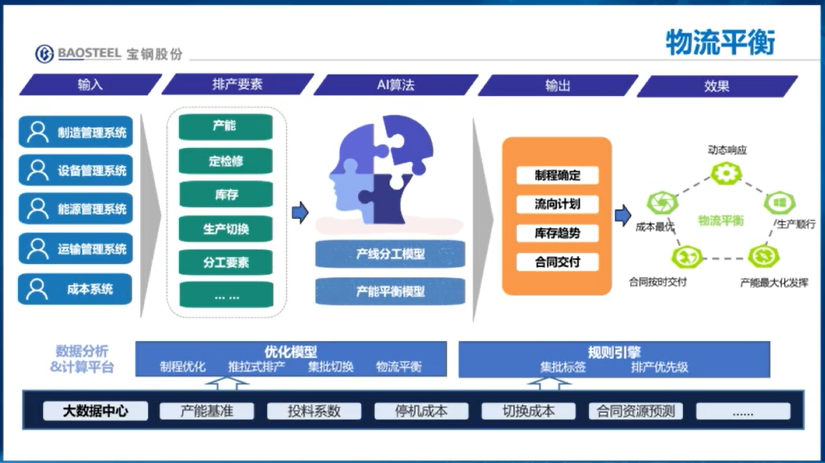 BAOSTEEL 宝钢股份
物流平衡
输入
排产要素
AI算法
输出
效果
制造管理系统
设备管理系统
能源管理系统
运输管理系统
成本系统
产能
定检修
库存
生产切换
分工要素
... ...
产线分工模型
产能平衡模型
制程确定
流向计划
库存趋势
合同交付
动态响应
成本最优
物流平衡
/生产顺行
合同按时交付
产能最大化发挥
数据分析
&计算平台
优化模型
制程优化 推拉式排产 集批切换 物流平衡
规则引擎
集批标签 排产优先级
大数据中心
产能基准
投料系数
停机成本
切换成本
合同资源预测
......